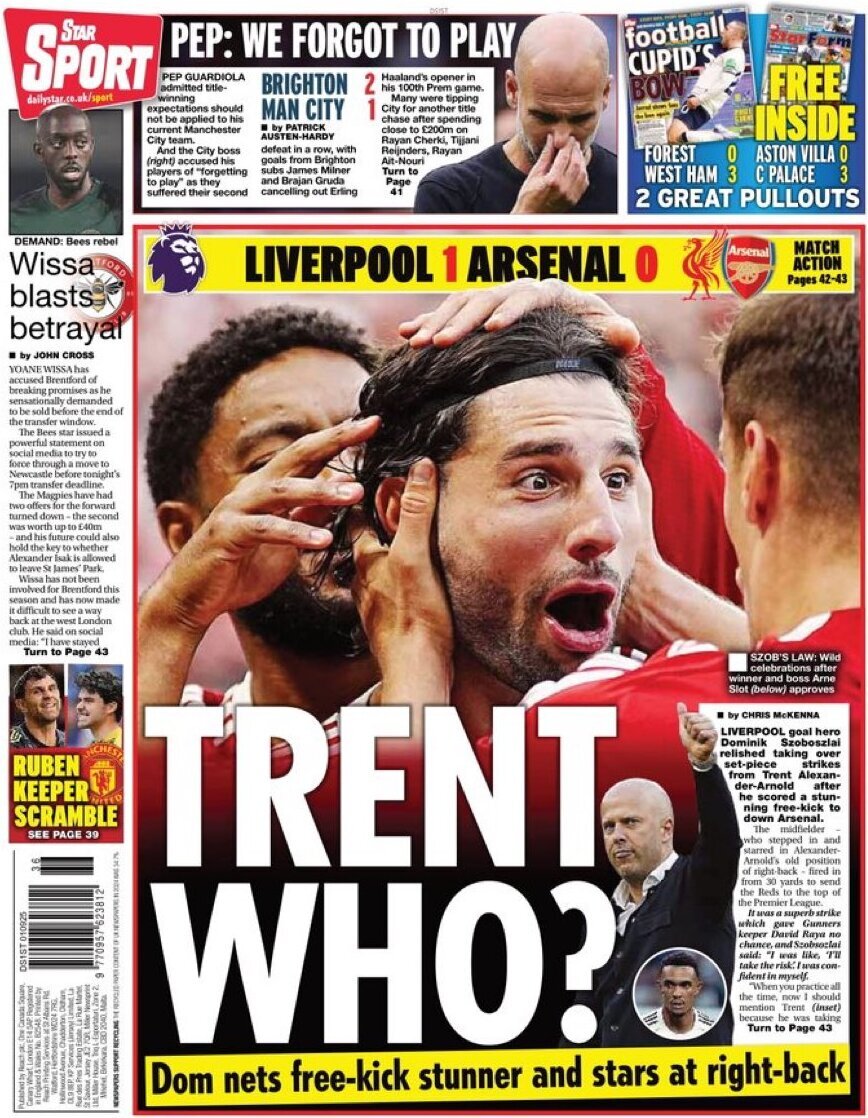 DS1ST
STAR
SPORT
dailystar.co.uk/sport
PEP: WE FORGOT TO PLAY
PEP GUARDIOLA
admitted title-
winning
expectations should
not be applied to his
current Manchester
City team.
And the City boss
(right) accused his
players of "forgetting
to play" as they
suffered their second
BRIGHTON 2
MAN CITY 1
■ by PATRICK
AUSTEN-HARDY
defeat in a row, with
goals from Brighton
subs James Milner
and Brajan Gruda
cancelling out Erling
Haaland's opener in
his 100th Prem game.
Many were tipping
City for another title
chase after spending
close to £200m on
Rayan Cherki, Tijjani
Reijnders, Rayan
Ait-Nouri
Turn to
Page
41
football
CUPID'S
BOW
FREE
INSIDE
FOREST 0
WEST HAM 3
ASTON VILLA 0
C PALACE 3
2 GREAT PULLOUTS
DEMAND: Bees rebel
Wissa
blasts
betrayal
■ by JOHN CROSS
YOANE WISSA has
accused Brentford of
breaking promises as he
sensationally demanded
to be sold before the end of
the transfer window.
The Bees star issued a
powerful statement on
social media to try to
force through a move to
Newcastle before tonight's
7pm transfer deadline.
The Magpies have had
two offers for the forward
turned down – the second
was worth up to £40m
– and his future could also
hold the key to whether
Alexander Isak is allowed
to leave St James' Park.
Wissa has not been
involved for Brentford this
season and has now made
it difficult to see a way
back at the west London
club. He said on social
media: "I have stayed
Turn to Page 43
RUBEN
KEEPER
SCRAMBLE
SEE PAGE 39
MANCHESTER
UNITED
LIVERPOOL 1 ARSENAL 0
Arsenal
MATCH
ACTION
Pages 42-43
SZOB'S LAW: Wild
celebrations after
winner and boss Arne
Slot (below) approves
TRENT
WHO?
■ by CHRIS McKENNA
LIVERPOOL goal hero
Dominik Szoboszlai
relished taking over
set-piece strikes
from Trent Alexan-
der-Arnold after
he scored a stun-
ning free-kick to
down Arsenal.
The midfielder –
who stepped in and
starred in Alexander-
Arnold's old position
of right-back – fired in
from 30 yards to send
the Reds to the top of
the Premier League.
It was a superb strike
which gave Gunners
keeper David Raya no
chance, and Szobsozlai
said: "I was like, 'I'll
take the risk'. I was con-
fident in myself.
"When you practice all
the time, now I should
mention Trent (inset)
because he was taking
Turn to Page 43
Dom nets free-kick stunner and stars at right-back
36
DS1ST 010925
9 770957 623812